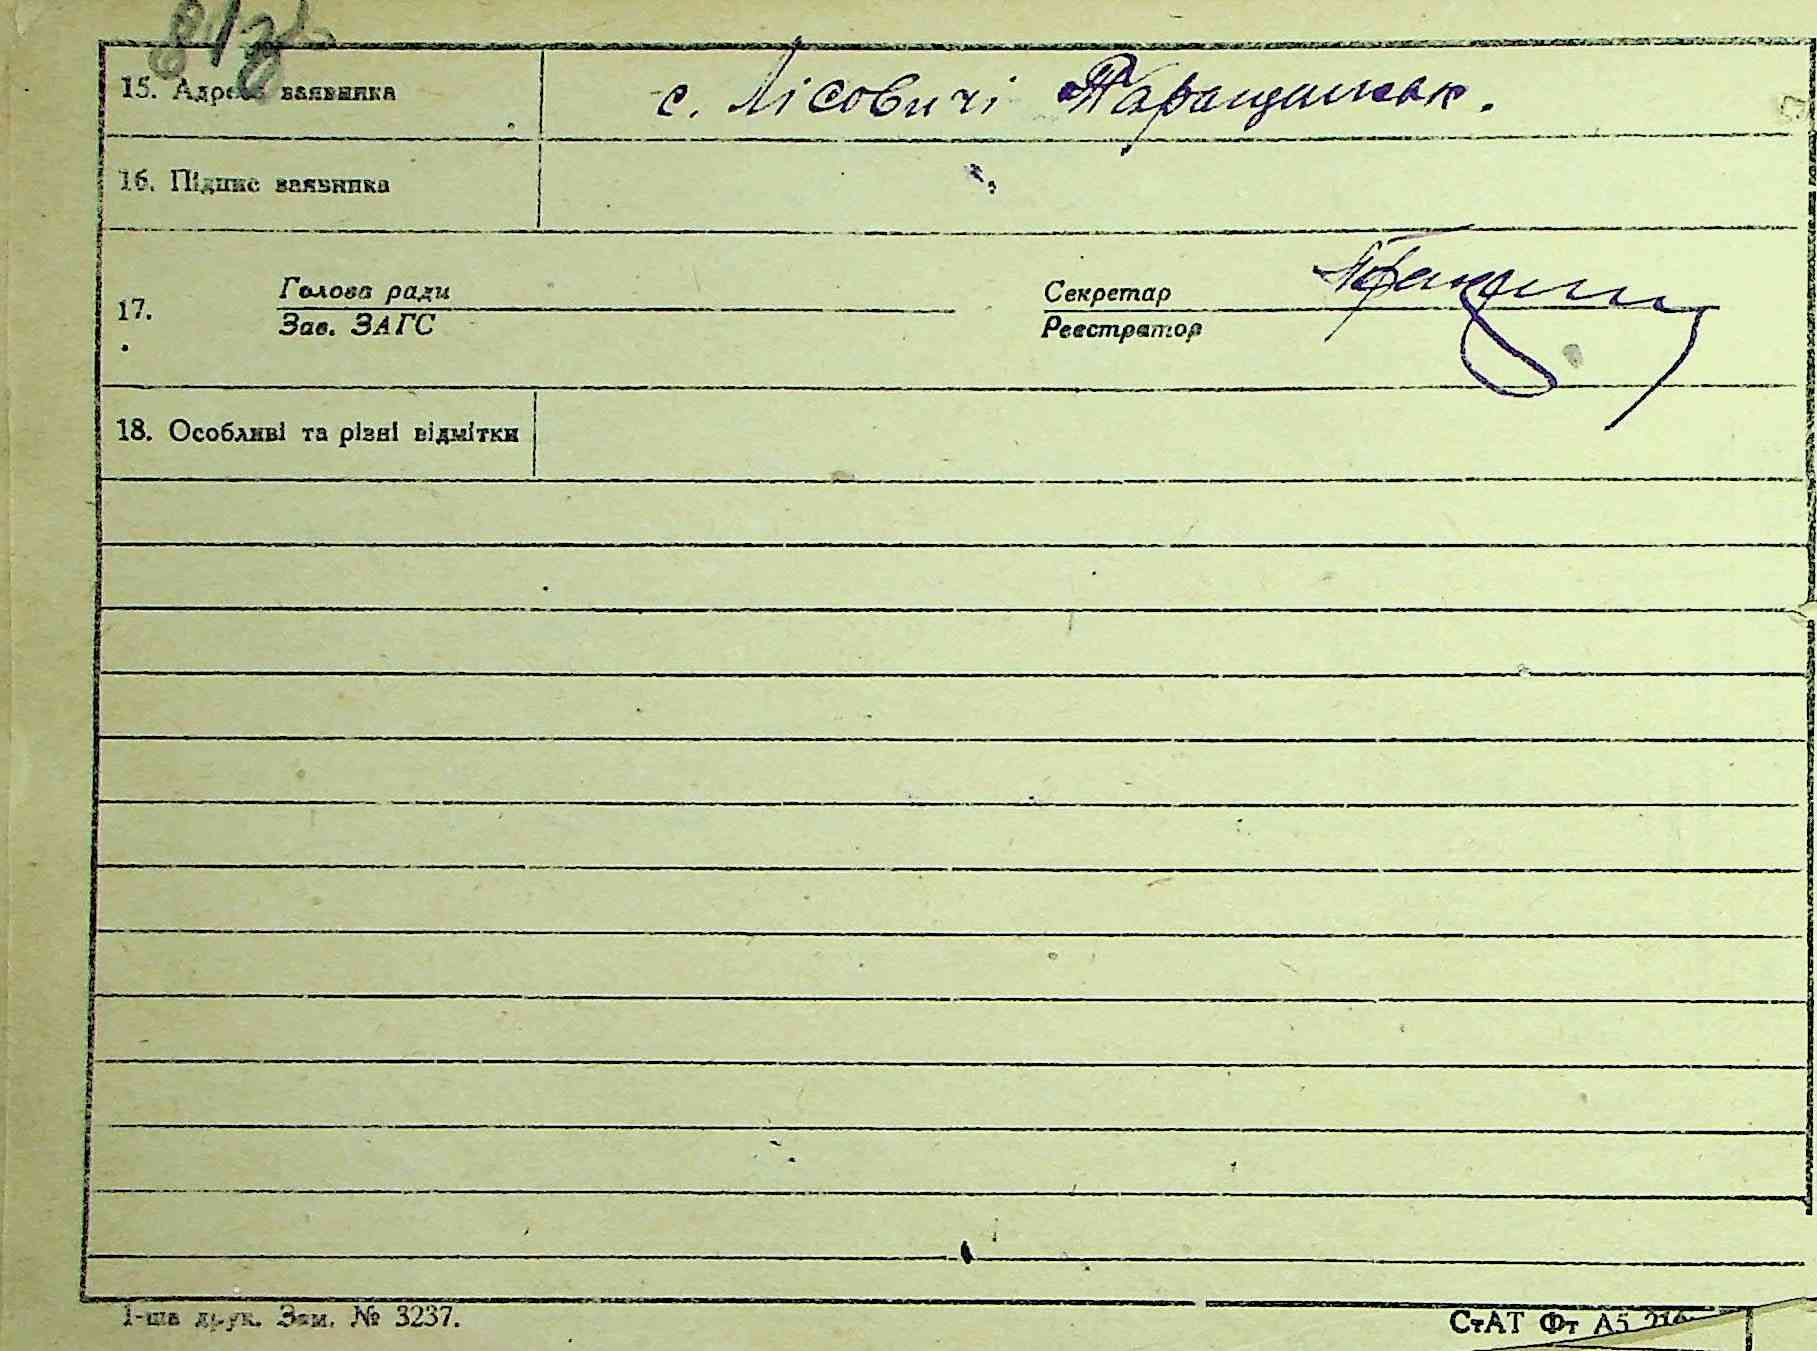 15. Адреса заявника
с. Лісовичі Таращанськ.
16. Підпис заявника
17.
Голова ради
Зав. ЗАГС
Секретар
Реєстратор
18. Особливі та різні відмітки
1-ша друк. Зам. № 3237.
СтАТ Фт А5